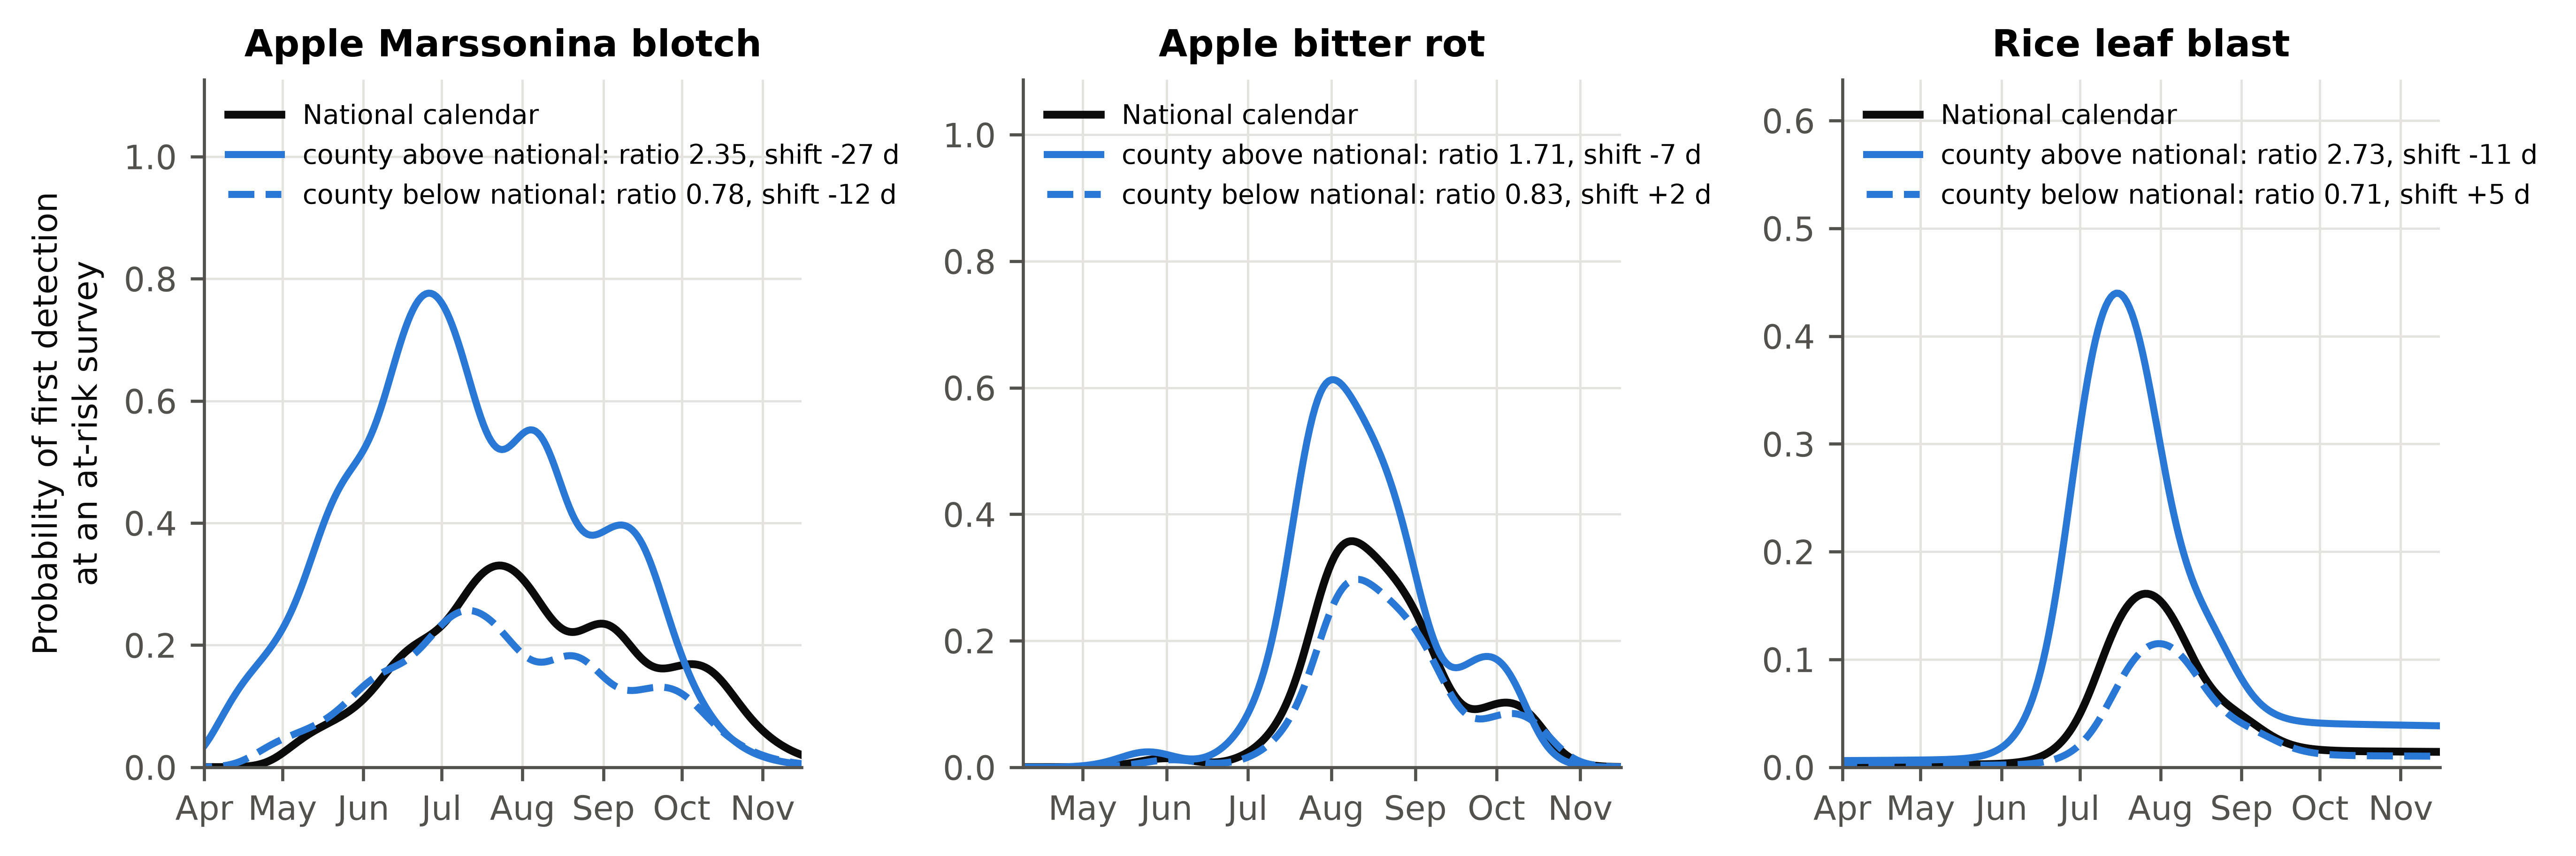 Apple Marssonina blotch
National calendar
county above national: ratio 2.35, shift -27 d
county below national: ratio 0.78, shift -12 d
Probability of first detection
at an at-risk survey
1.0
0.8
0.6
0.4
0.2
0.0
Apr May Jun Jul Aug Sep Oct Nov
Apple bitter rot
National calendar
county above national: ratio 1.71, shift -7 d
county below national: ratio 0.83, shift +2 d
1.0
0.8
0.6
0.4
0.2
0.0
May Jun Jul Aug Sep Oct Nov
Rice leaf blast
National calendar
county above national: ratio 2.73, shift -11 d
county below national: ratio 0.71, shift +5 d
0.6
0.5
0.4
0.3
0.2
0.1
0.0
Apr May Jun Jul Aug Sep Oct Nov